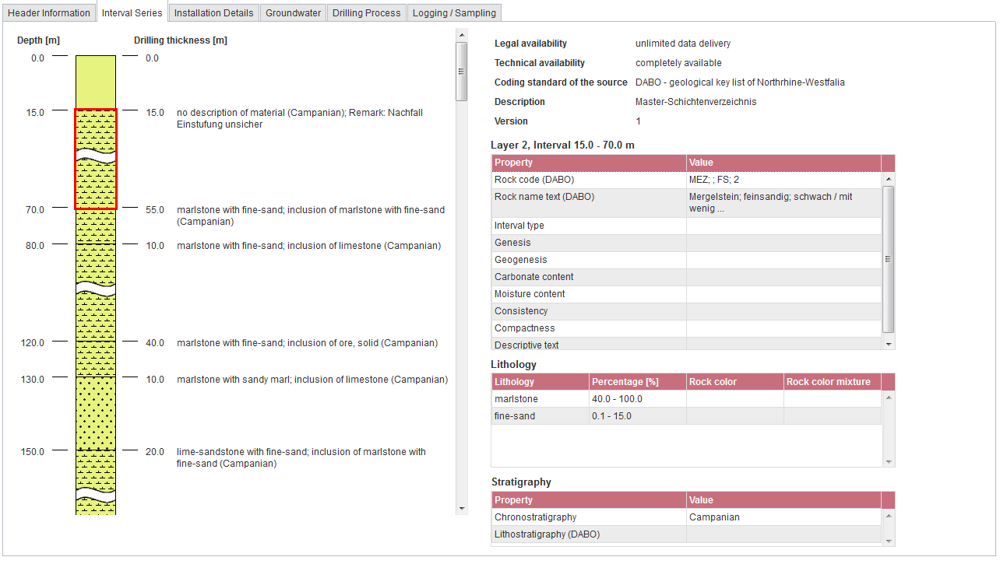 Header Information
Interval Series
Installation Details
Groundwater
Drilling Process
Logging / Sampling
Depth [m]
Drilling thickness [m]
0.0
0.0
15.0
15.0
no description of material (Campanian); Remark: Nachfall
Einstufung unsicher
70.0
55.0
marlstone with fine-sand; inclusion of marlstone with fine-sand
(Campanian)
80.0
10.0
marlstone with fine-sand; inclusion of limestone (Campanian)
120.0
40.0
marlstone with fine-sand; inclusion of ore, solid (Campanian)
130.0
10.0
marlstone with sandy marl; inclusion of limestone (Campanian)
150.0
20.0
lime-sandstone with fine-sand; inclusion of marlstone with
fine-sand (Campanian)
Legal availability
unlimited data delivery
Technical availability
completely available
Coding standard of the source
DABO - geological key list of Northrhine-Westfalia
Description
Master-Schichtenverzeichnis
Version
1
Layer 2, Interval 15.0 - 70.0 m
Property
Value
Rock code (DABO)
MEZ; ; FS; 2
Rock name text (DABO)
Mergelstein; feinsandig; schwach / mit
wenig ...
Interval type
Genesis
Geogenesis
Carbonate content
Moisture content
Consistency
Compactness
Descriptive text
Lithology
Lithology
Percentage [%]
Rock color
Rock color mixture
marlstone
40.0 - 100.0
fine-sand
0.1 - 15.0
Stratigraphy
Property
Value
Chronostratigraphy
Campanian
Lithostratigraphy (DABO)